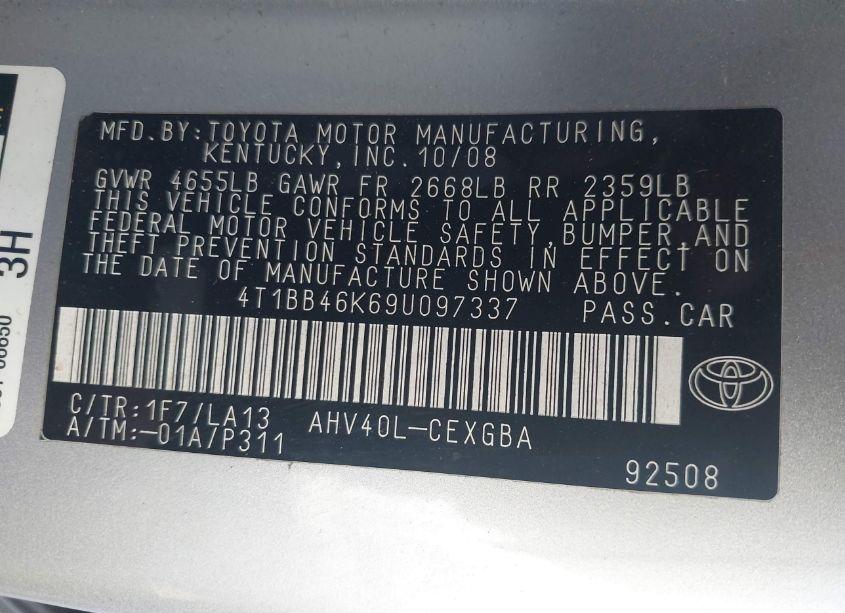 MFD.BY:TOYOTA MOTOR MANUFACTURING,
KENTUCKY,INC.10/08
GVWR 4655LB GAWR FR 2668LB RR 2359LB
THIS VEHICLE CONFORMS TO ALL APPLICABLE
FEDERAL MOTOR VEHICLE SAFETY,BUMPER,AND
THEFT PREVENTION STANDARDS IN EFFECT ON
THE DATE OF MANUFACTURE SHOWN ABOVE.
4T1BB46K69U097337 PASS.CAR
C/TR:1F7/LA13
A/TM:-01A/P311
AHV40L-CEXGBA
92508
3H